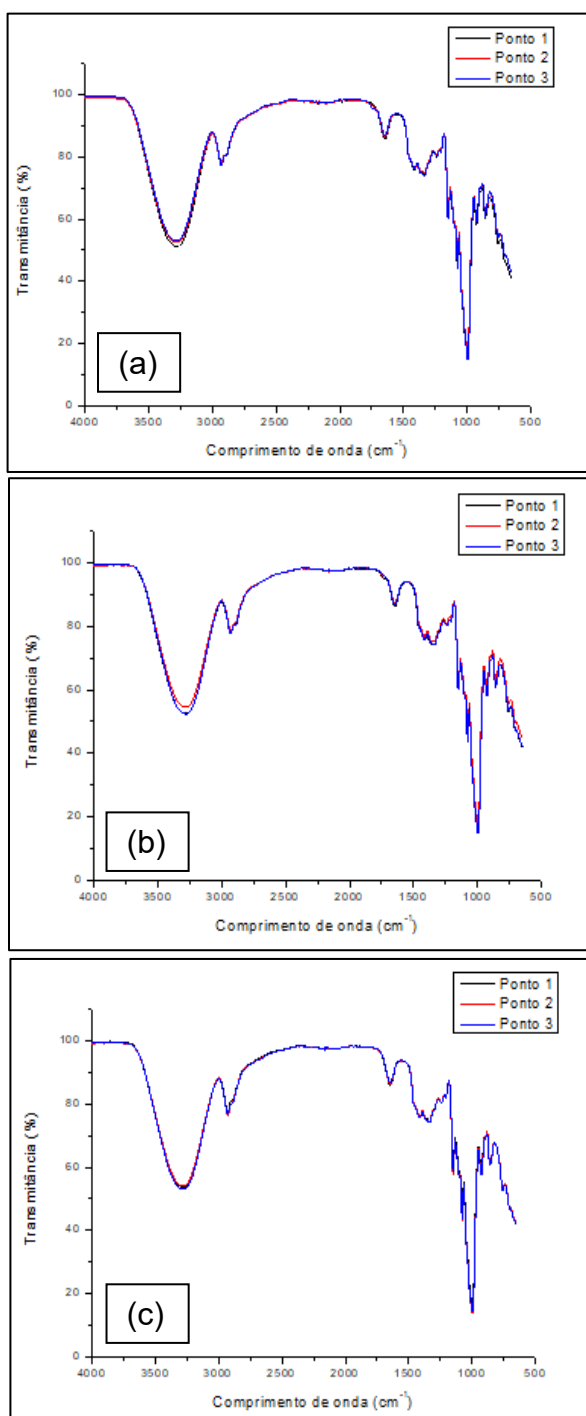 Ponto 1
Ponto 2
Ponto 3
100
80
60
40
20
0
Transmitância (%)
(a)
4000 3500 3000 2500 2000 1500 1000 500
Comprimento de onda (cm⁻¹)
Ponto 1
Ponto 2
Ponto 3
100
80
60
40
20
0
Transmitância (%)
(b)
4000 3500 3000 2500 2000 1500 1000 500
Comprimento de onda (cm⁻¹)
Ponto 1
Ponto 2
Ponto 3
100
80
60
40
20
0
Transmitância (%)
(c)
4000 3500 3000 2500 2000 1500 1000 500
Comprimento de onda (cm⁻¹)